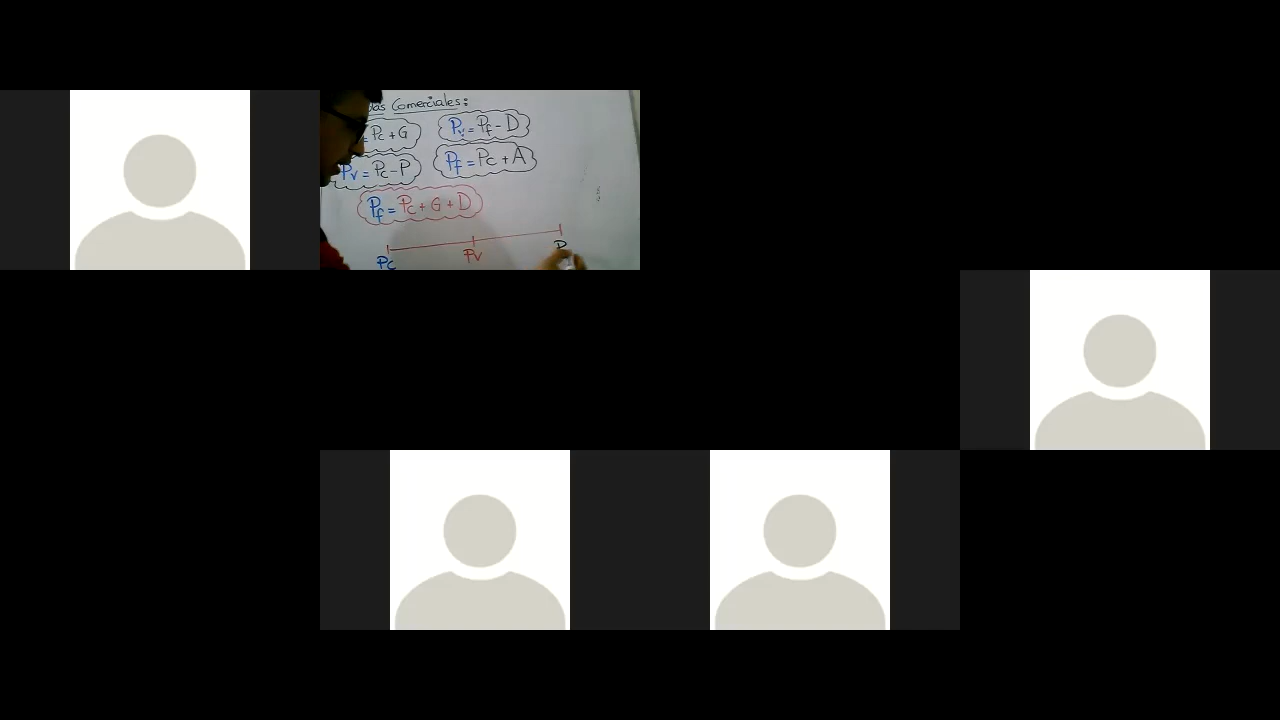 Comerciales:
= Pc + G
Pv = Pf - D
Pv = Pc - P
Pf = Pc + A
Pf = Pc + G + D
Pc Pv